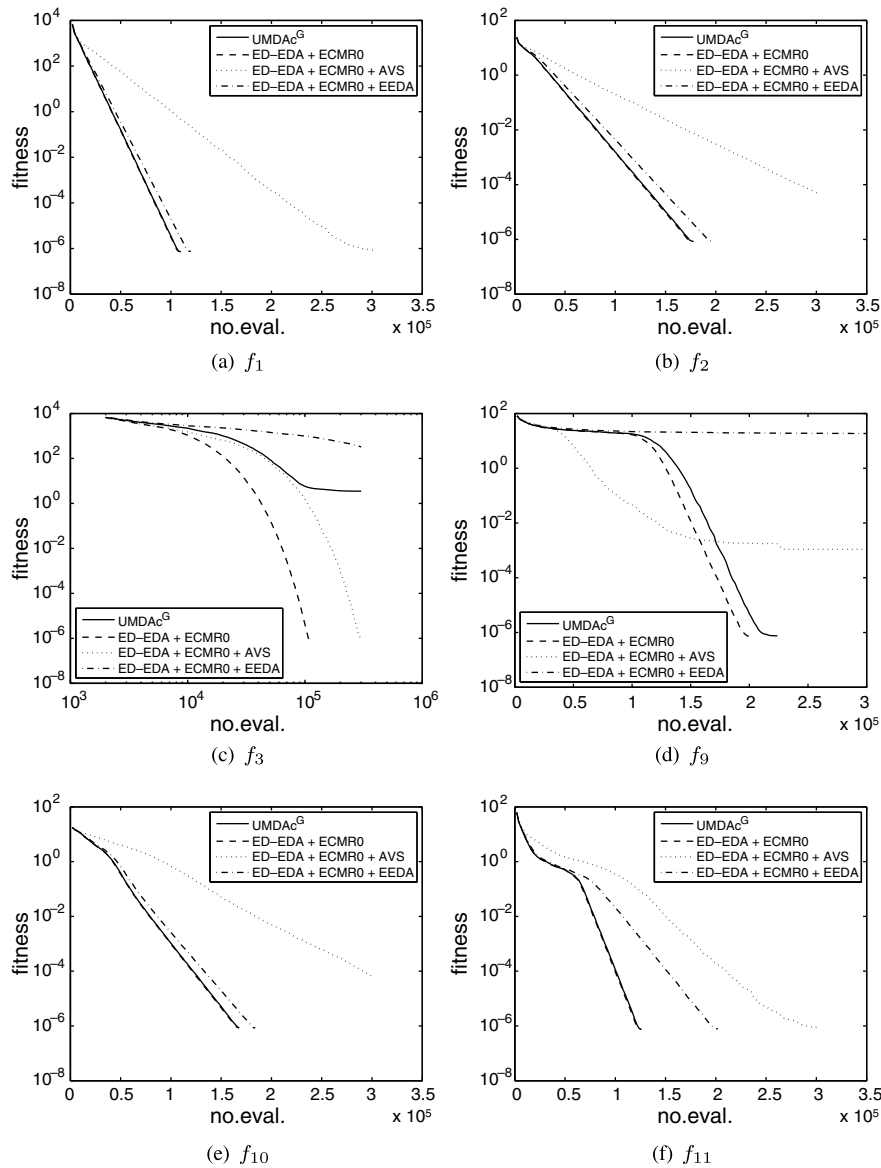 10^4
10^2
10^0
10^−2
10^−4
10^−6
10^−8
fitness
UMDAc^G
ED−EDA + ECMR0
ED−EDA + ECMR0 + AVS
ED−EDA + ECMR0 + EEDA
0 0.5 1 1.5 2 2.5 3 3.5
no.eval.
x 10^5
(a) f_1
10^2
10^0
10^−2
10^−4
10^−6
10^−8
fitness
UMDAc^G
ED−EDA + ECMR0
ED−EDA + ECMR0 + AVS
ED−EDA + ECMR0 + EEDA
0 0.5 1 1.5 2 2.5 3 3.5
no.eval.
x 10^5
(b) f_2
10^4
10^2
10^0
10^−2
10^−4
10^−6
10^−8
fitness
UMDAc^G
ED−EDA + ECMR0
ED−EDA + ECMR0 + AVS
ED−EDA + ECMR0 + EEDA
10^3 10^4 10^5 10^6
no.eval.
(c) f_3
10^2
10^0
10^−2
10^−4
10^−6
10^−8
fitness
UMDAc^G
ED−EDA + ECMR0
ED−EDA + ECMR0 + AVS
ED−EDA + ECMR0 + EEDA
0 0.5 1 1.5 2 2.5 3
no.eval.
x 10^5
(d) f_9
10^2
10^0
10^−2
10^−4
10^−6
10^−8
fitness
UMDAc^G
ED−EDA + ECMR0
ED−EDA + ECMR0 + AVS
ED−EDA + ECMR0 + EEDA
0 0.5 1 1.5 2 2.5 3 3.5
no.eval.
x 10^5
(e) f_10
10^2
10^0
10^−2
10^−4
10^−6
10^−8
fitness
UMDAc^G
ED−EDA + ECMR0
ED−EDA + ECMR0 + AVS
ED−EDA + ECMR0 + EEDA
0 0.5 1 1.5 2 2.5 3 3.5
no.eval.
x 10^5
(f) f_11